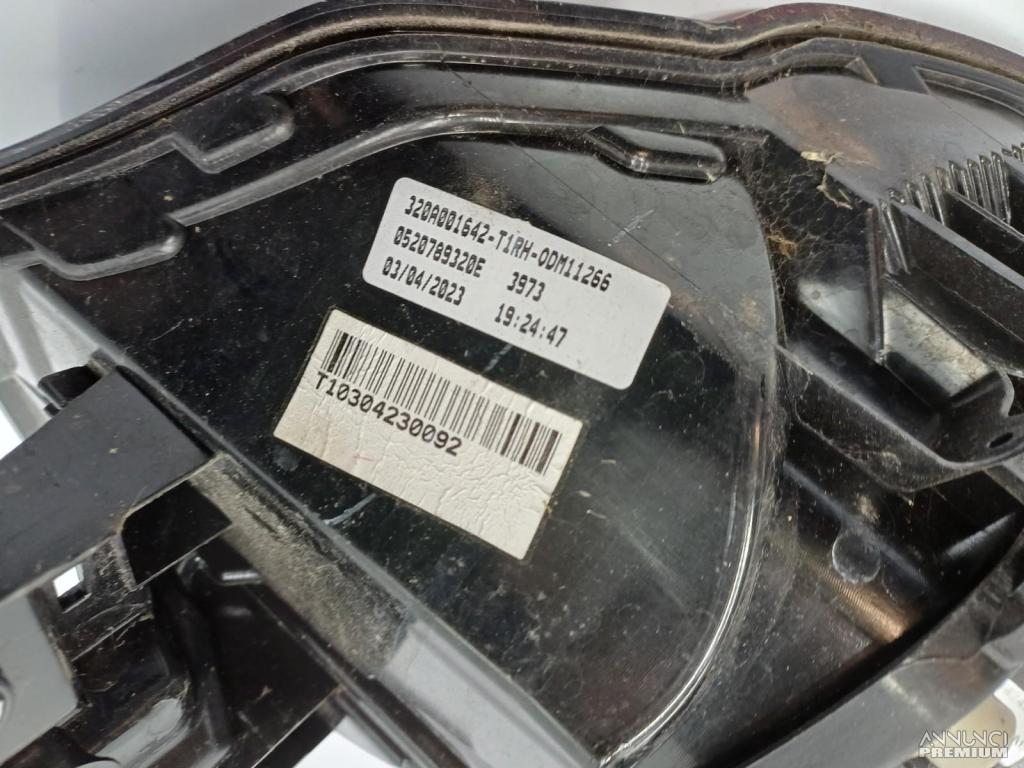 320A001642-T1RH-ODM11266
0520789320E 3973
03/04/2023 19:24:47
T10304230092
ANNUNCI
PREMIUM